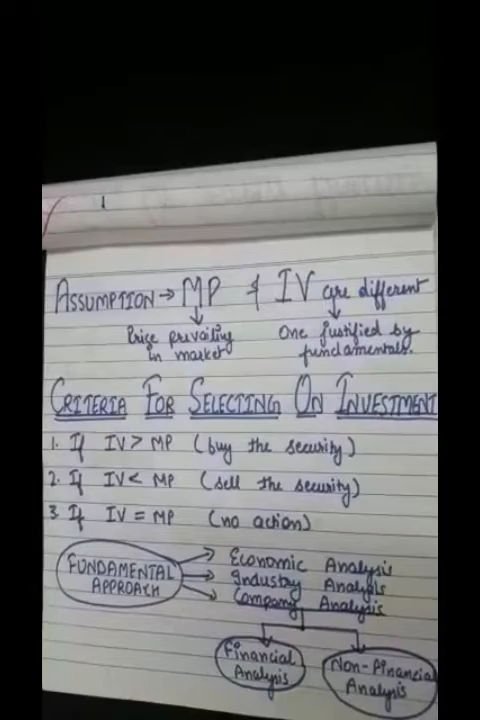 ASSUMPTION → MP & IV are different
Price prevailing
in market
One justified by
fundamentals.
CRITERIA FOR SELECTING ON INVESTMENT
1. If IV > MP (buy the security)
2. If IV < MP (sell the security)
3. If IV = MP (no action)
FUNDAMENTAL
APPROACH
Economic Analysis
Industry Analysis
Company Analysis
Financial
Analysis
Non-Financial
Analysis